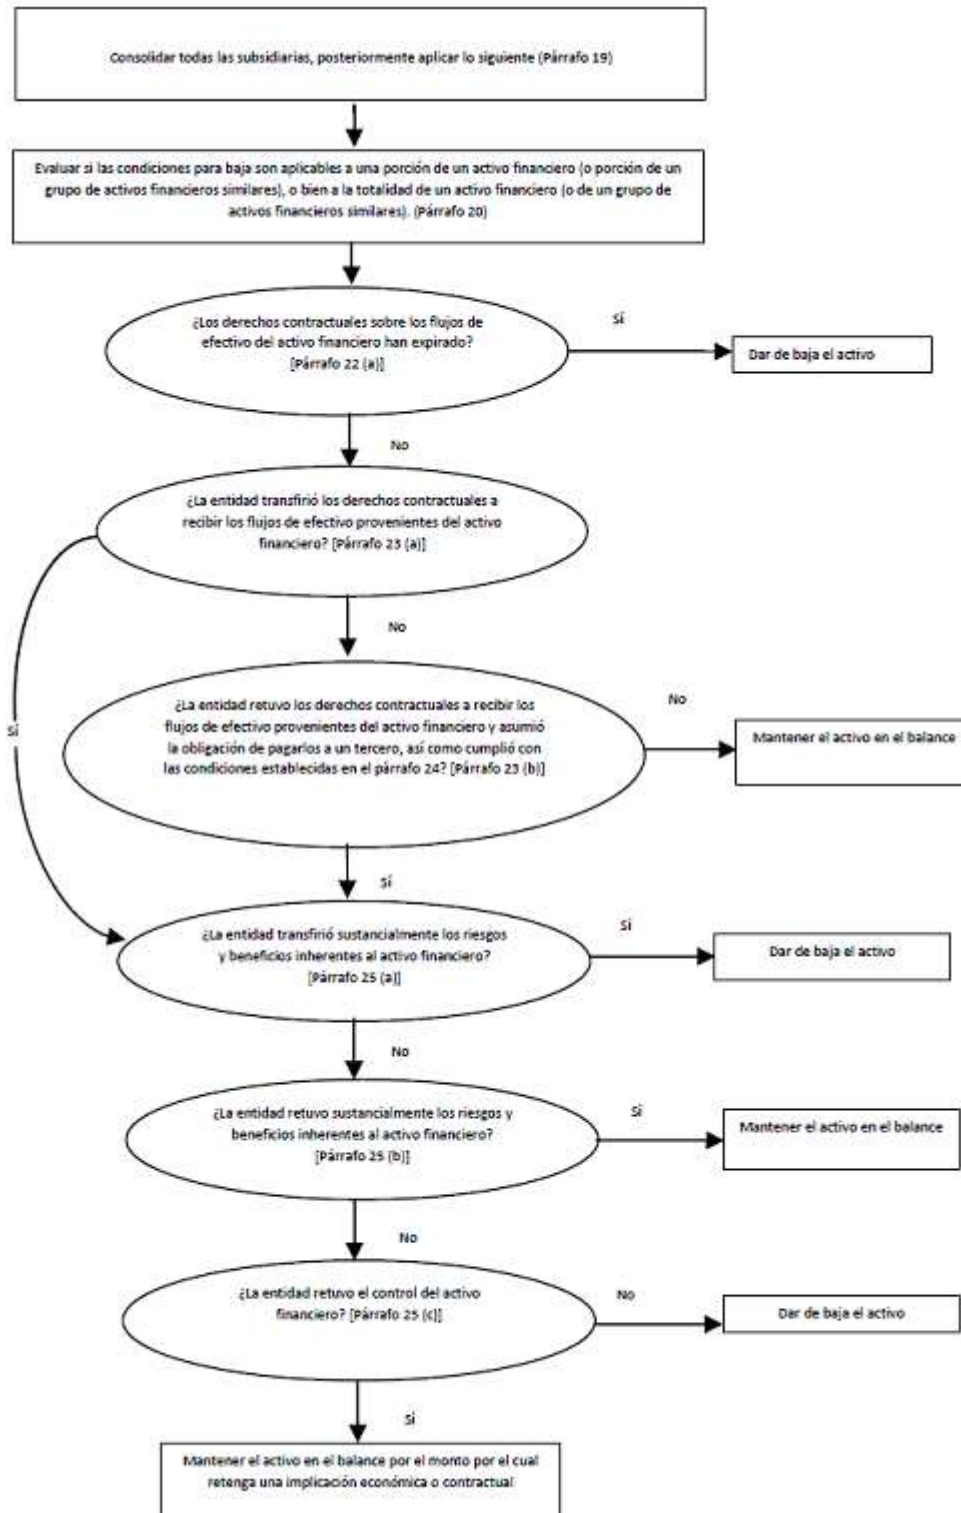 Consolidar todas las subsidiarias, posteriormente aplicar lo siguiente (Párrafo 19)
Evaluar si las condiciones para baja son aplicables a una porción de un activo financiero (o porción de un
grupo de activos financieros similares), o bien a la totalidad de un activo financiero (o de un grupo de
activos financieros similares). (Párrafo 20)
¿Los derechos contractuales sobre los flujos de
efectivo del activo financiero han expirado?
[Párrafo 22 (a)]
Sí
Dar de baja el activo
No
¿La entidad transfirió los derechos contractuales a
recibir los flujos de efectivo provenientes del activo
financiero? [Párrafo 23 (a)]
Sí
No
¿La entidad retuvo los derechos contractuales a recibir los
flujos de efectivo provenientes del activo financiero y asumió
la obligación de pagarlos a un tercero, así como cumplió con
las condiciones establecidas en el párrafo 24? [Párrafo 23 (b)]
No
Mantener el activo en el balance
Sí
¿La entidad transfirió sustancialmente los riesgos
y beneficios inherentes al activo financiero?
[Párrafo 25 (a)]
Sí
Dar de baja el activo
No
¿La entidad retuvo sustancialmente los riesgos y
beneficios inherentes al activo financiero?
[Párrafo 25 (b)]
Sí
Mantener el activo en el balance
No
¿La entidad retuvo el control del activo
financiero? [Párrafo 25 (c)]
No
Dar de baja el activo
Sí
Mantener el activo en el balance por el monto por el cual
retenga una implicación económica o contractual